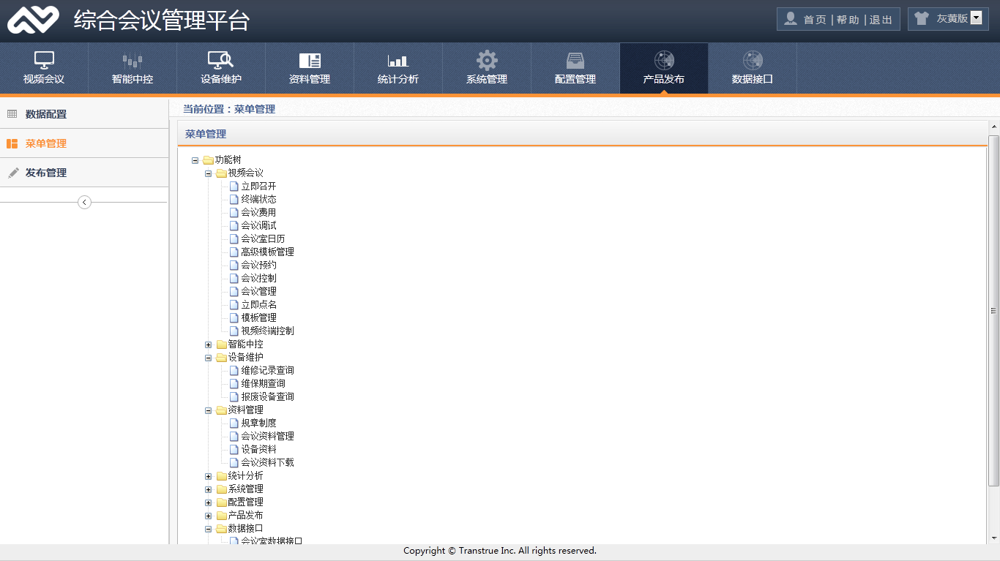 综合会议管理平台
首页 | 帮助 | 退出
灰黄版
视频会议
智能中控
设备维护
资料管理
统计分析
系统管理
配置管理
产品发布
数据接口
数据配置
菜单管理
发布管理
当前位置：菜单管理
菜单管理
功能树
视频会议
立即召开
终端状态
会议费用
会议调试
会议室日历
高级模板管理
会议预约
会议控制
会议管理
立即点名
模板管理
视频终端控制
智能中控
设备维护
维修记录查询
维保期查询
报废设备查询
资料管理
规章制度
会议资料管理
设备资料
会议资料下载
统计分析
系统管理
配置管理
产品发布
数据接口
会议室数据接口
Copyright © Transtrue Inc. All rights reserved.